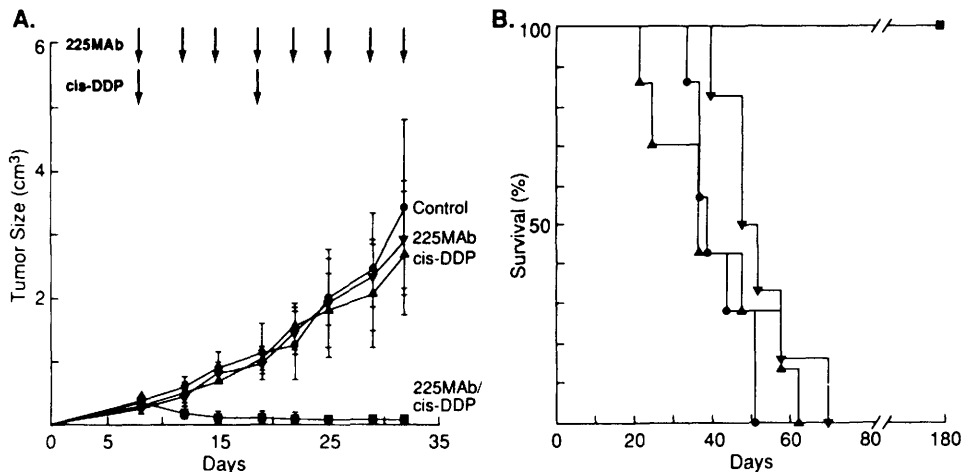 A.
225MAb
cis-DDP
6
4
2
Tumor Size (cm³)
Control
225MAb
cis-DDP
225MAb/
cis-DDP
0
5
10
15
20
25
30
35
Days
B.
100
50
Survival (%)
0
20
40
60
80
180
Days